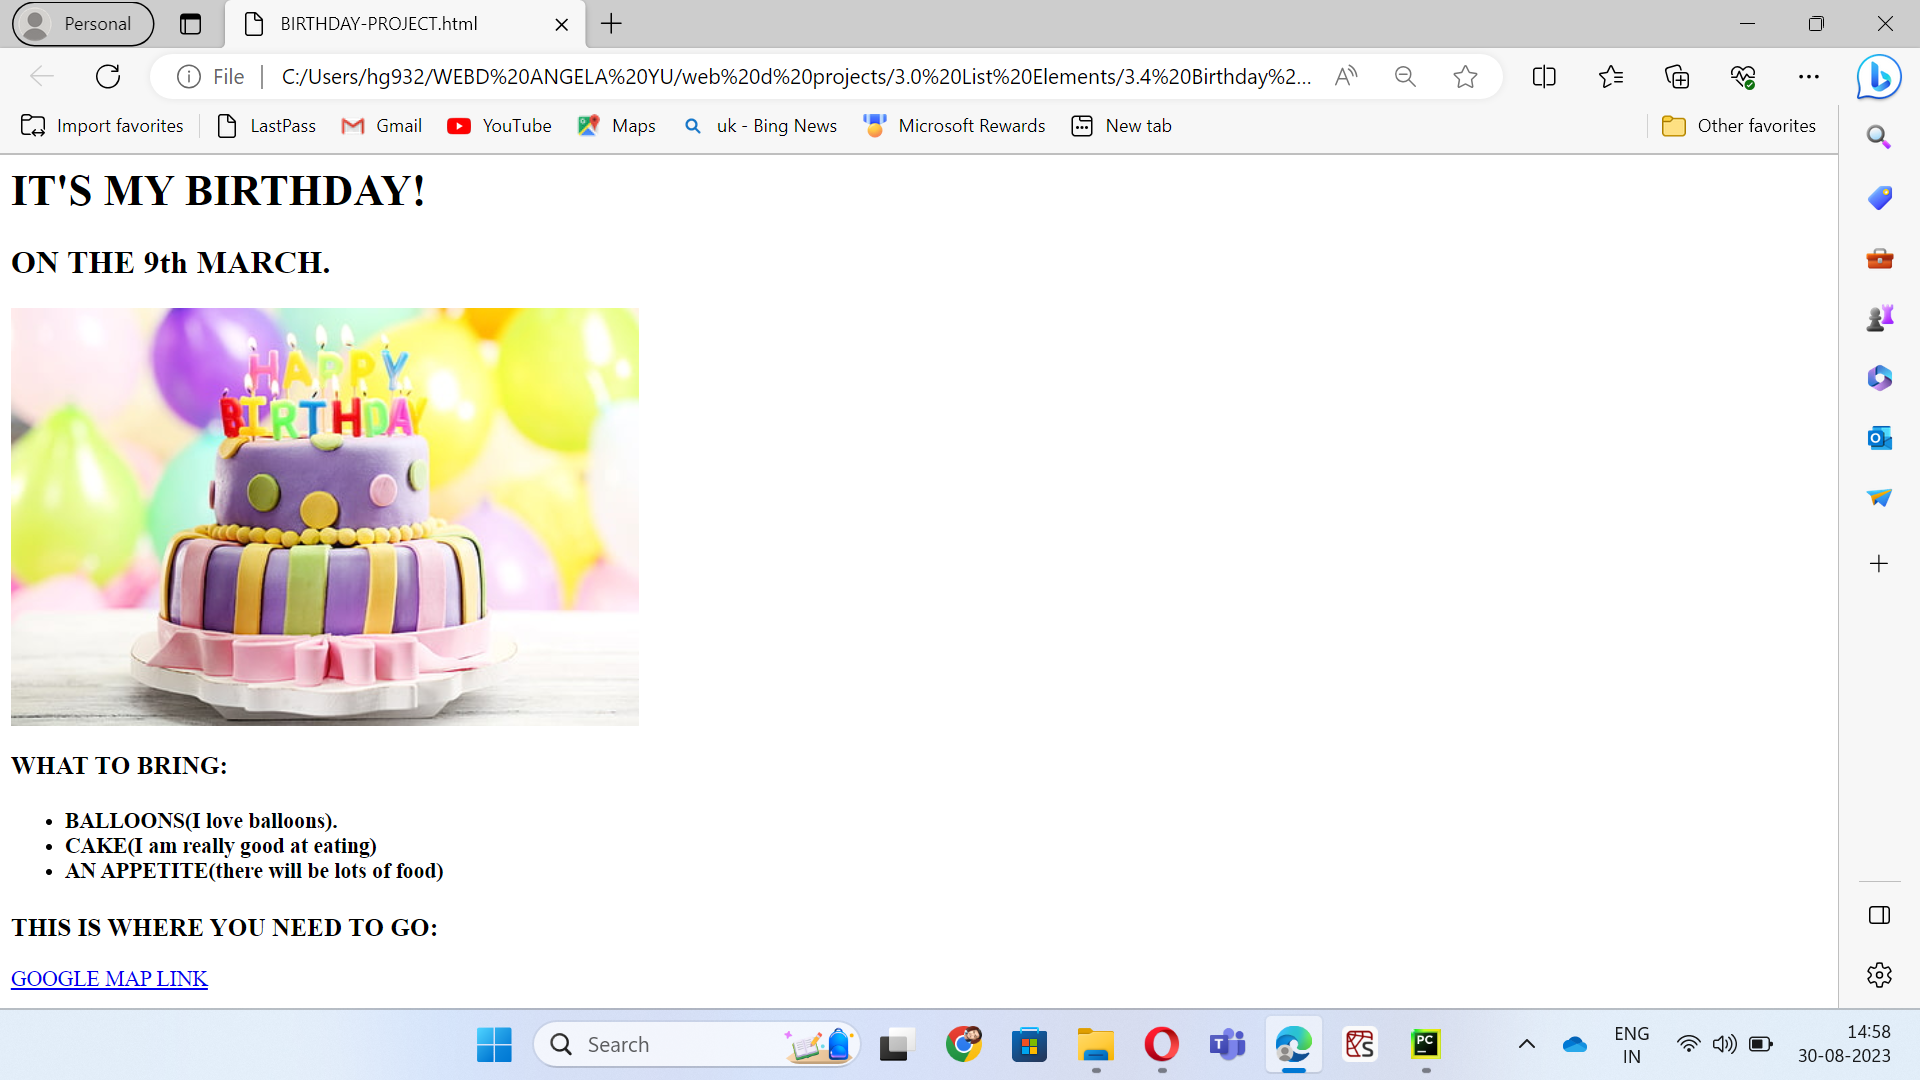 Personal
BIRTHDAY-PROJECT.html
File
C:/Users/hg932/WEBD%20ANGELA%20YU/web%20d%20projects/3.0%20List%20Elements/3.4%20Birthday%2...
Import favorites
LastPass
Gmail
YouTube
Maps
uk - Bing News
Microsoft Rewards
New tab
Other favorites
IT'S MY BIRTHDAY!
ON THE 9th MARCH.
HAPPY
BIRTHDAY
WHAT TO BRING:
• BALLOONS(I love balloons).
• CAKE(I am really good at eating)
• AN APPETITE(there will be lots of food)
THIS IS WHERE YOU NEED TO GO:
GOOGLE MAP LINK
Search
PC
ENG
IN
14:58
30-08-2023